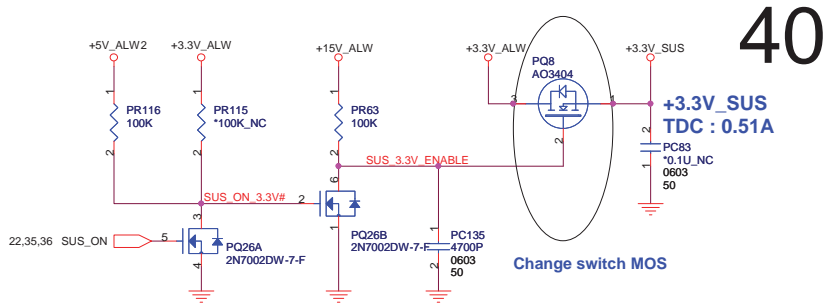 40
+5V_ALW2
+3.3V_ALW
+15V_ALW
+3.3V_ALW
+3.3V_SUS
PQ8
AO3404
1
1
1
3
1
+3.3V_SUS
TDC : 0.51A
PR116
100K
PR115
*100K_NC
PR63
100K
2
2
2
2
2
PC83
*0.1U_NC
0603
50
1
SUS_3.3V_ENABLE
SUS_ON_3.3V#
2
6
3
1
22,35,36 SUS_ON
5
PQ26A
2N7002DW-7-F
4
PQ26B
2N7002DW-7-F
1
PC135
4700P
0603
50
2
Change switch MOS